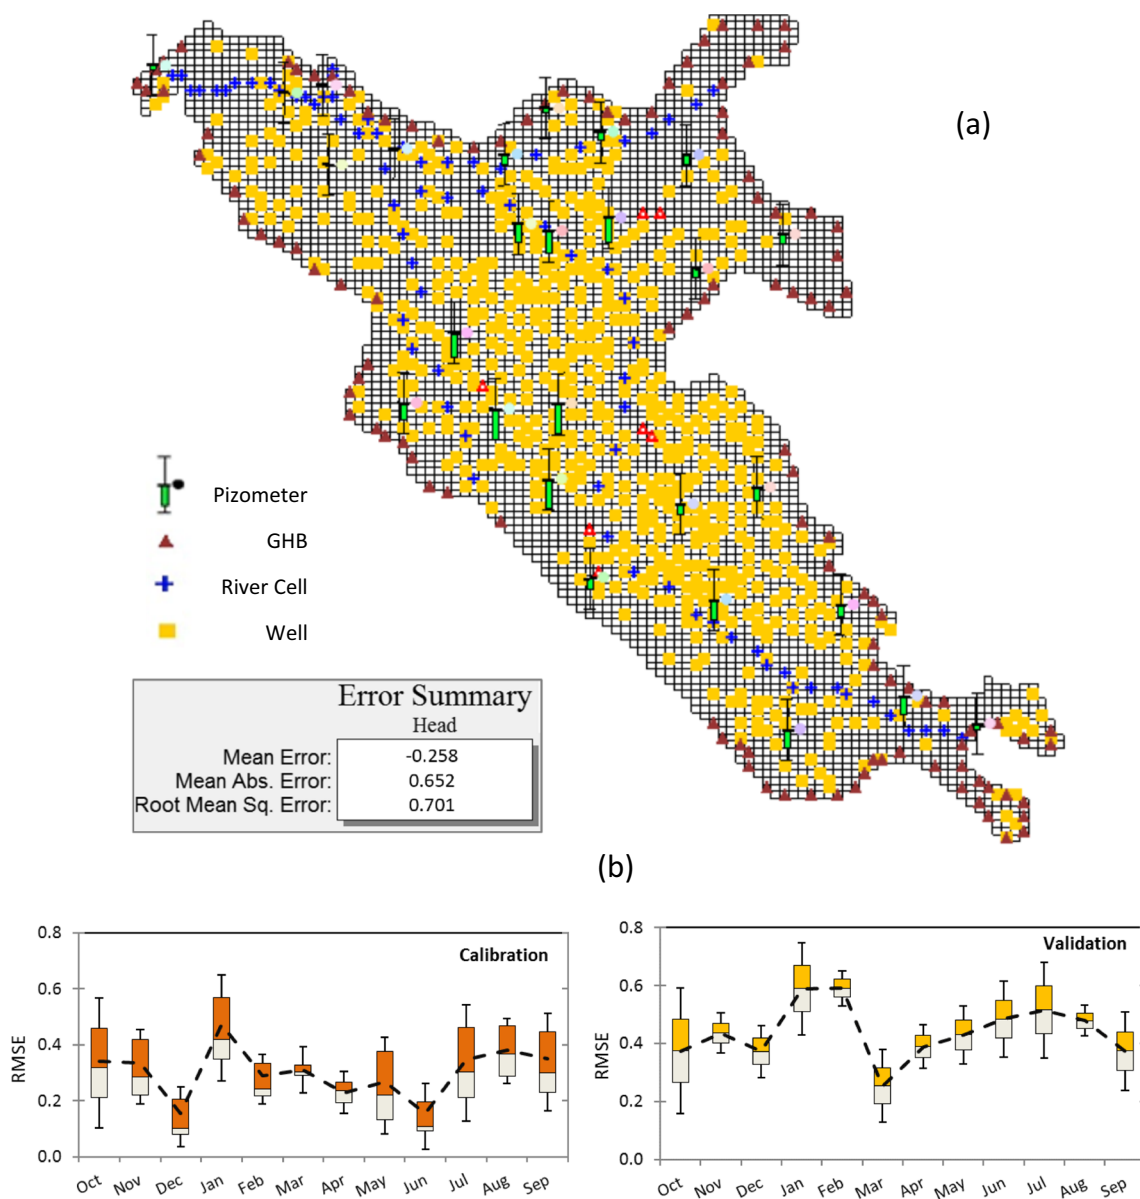 (a)
Pizometer
GHB
River Cell
Well
Error Summary
Head
Mean Error: -0.258
Mean Abs. Error: 0.652
Root Mean Sq. Error: 0.701
(b)
Calibration
RMSE
0.8
0.6
0.4
0.2
0.0
Oct Nov Dec Jan Feb Mar Apr May Jun Jul Aug Sep
Validation
RMSE
0.8
0.6
0.4
0.2
0.0
Oct Nov Dec Jan Feb Mar Apr May Jun Jul Aug Sep